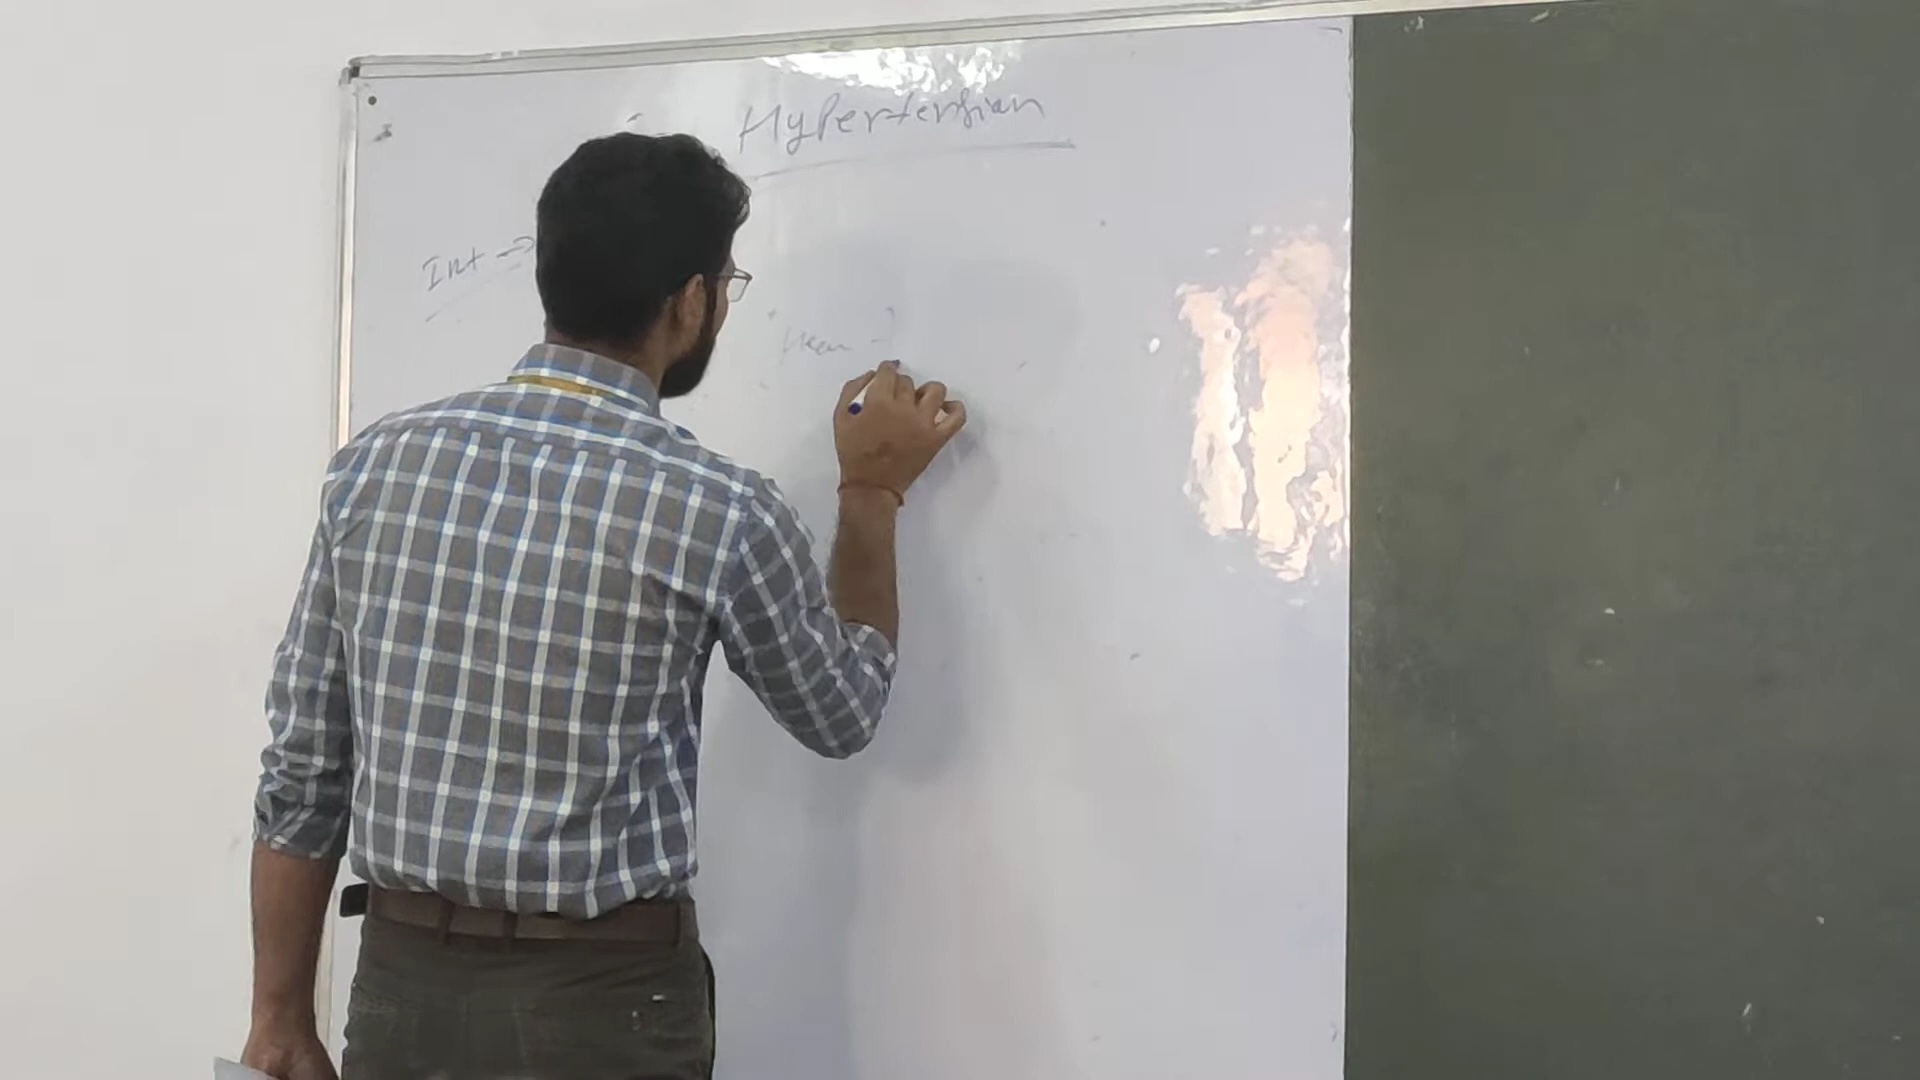 Hypertension
Int →